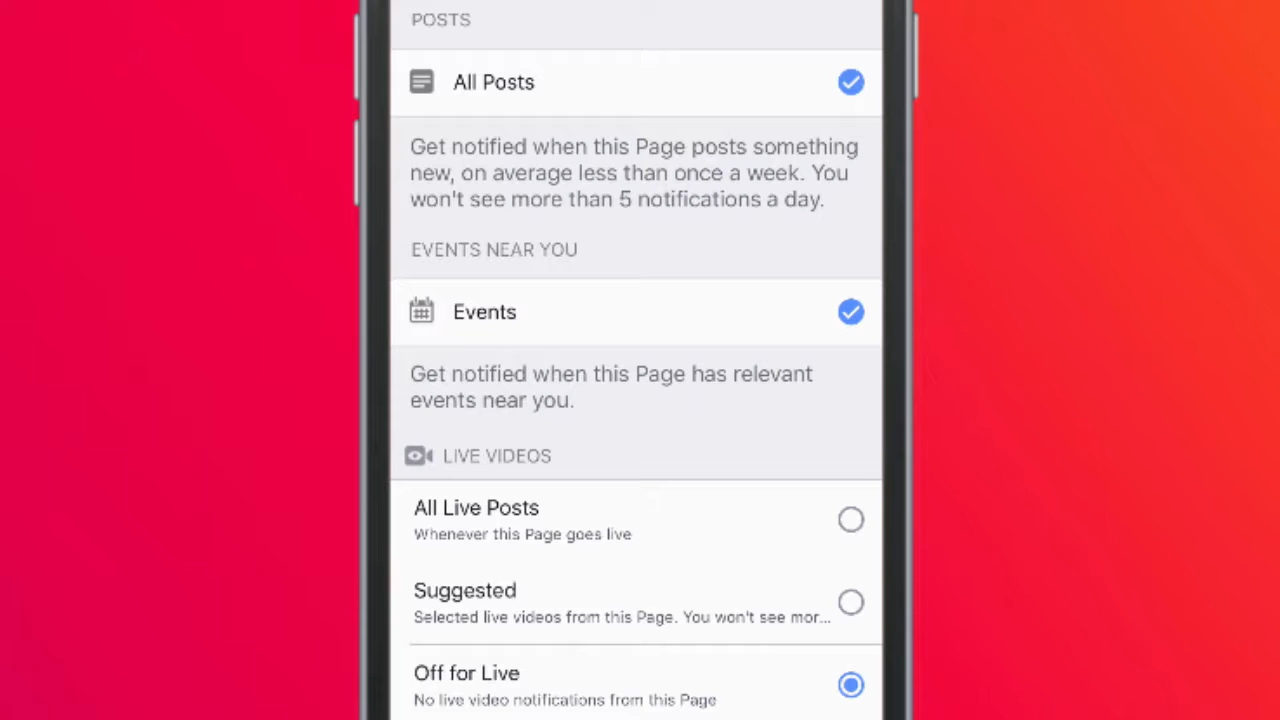 POSTS
All Posts
Get notified when this Page posts something
new, on average less than once a week. You
won't see more than 5 notifications a day.
EVENTS NEAR YOU
Events
Get notified when this Page has relevant
events near you.
LIVE VIDEOS
All Live Posts
Whenever this Page goes live
Suggested
Selected live videos from this Page. You won't see mor...
Off for Live
No live video notifications from this Page